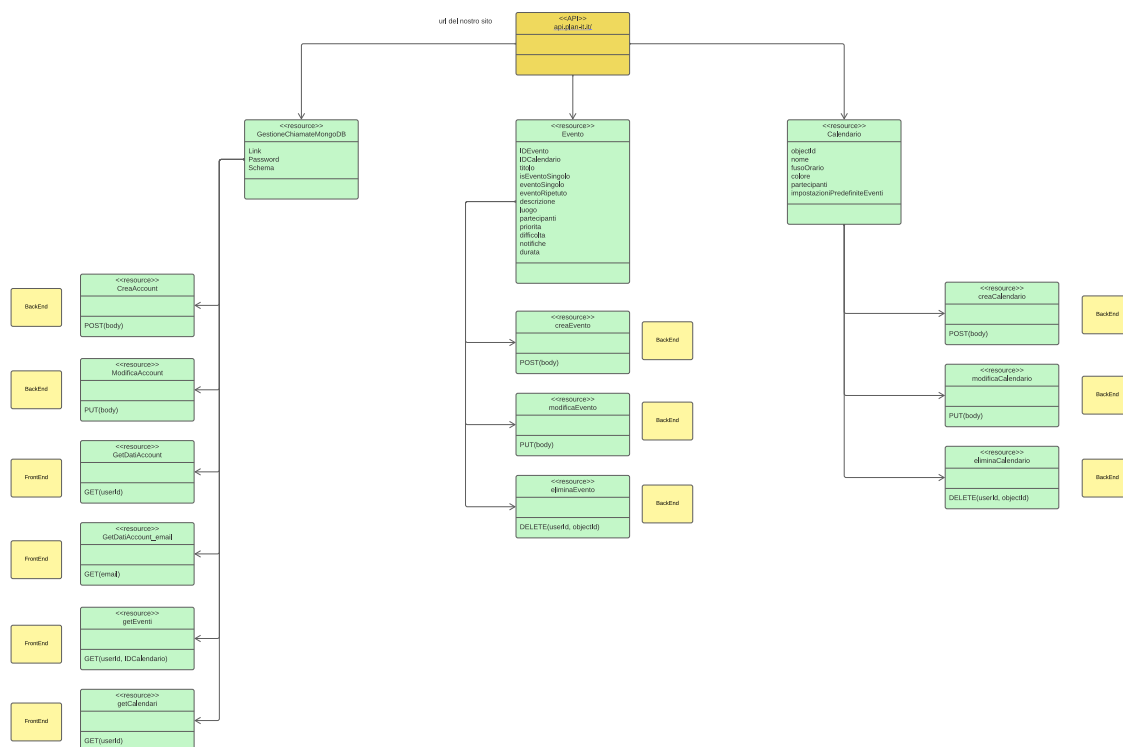 url del nostro sito
<<API>>
api.plan-it.it/
<<resource>>
GestioneChiamateMongoDB
Link
Password
Schema
<<resource>>
Evento
IDEvento
IDCalendario
titolo
isEventoSingolo
eventoSingolo
eventoRipetuto
descrizione
luogo
partecipanti
priorita
difficolta
notifiche
durata
<<resource>>
Calendario
objectId
nome
fusoOrario
colore
partecipanti
impostazioniPredefiniteEventi
BackEnd
<<resource>>
CreaAccount
POST(body)
BackEnd
<<resource>>
ModificaAccount
PUT(body)
FrontEnd
<<resource>>
GetDatiAccount
GET(userId)
FrontEnd
<<resource>>
GetDatiAccount_email
GET(email)
FrontEnd
<<resource>>
getEventi
GET(userId, IDCalendario)
FrontEnd
<<resource>>
getCalendari
GET(userId)
<<resource>>
creaEvento
POST(body)
BackEnd
<<resource>>
modificaEvento
PUT(body)
BackEnd
<<resource>>
eliminaEvento
DELETE(userId, objectId)
BackEnd
<<resource>>
creaCalendario
POST(body)
BackEnd
<<resource>>
modificaCalendario
PUT(body)
BackEnd
<<resource>>
eliminaCalendario
DELETE(userId, objectId)
BackEnd